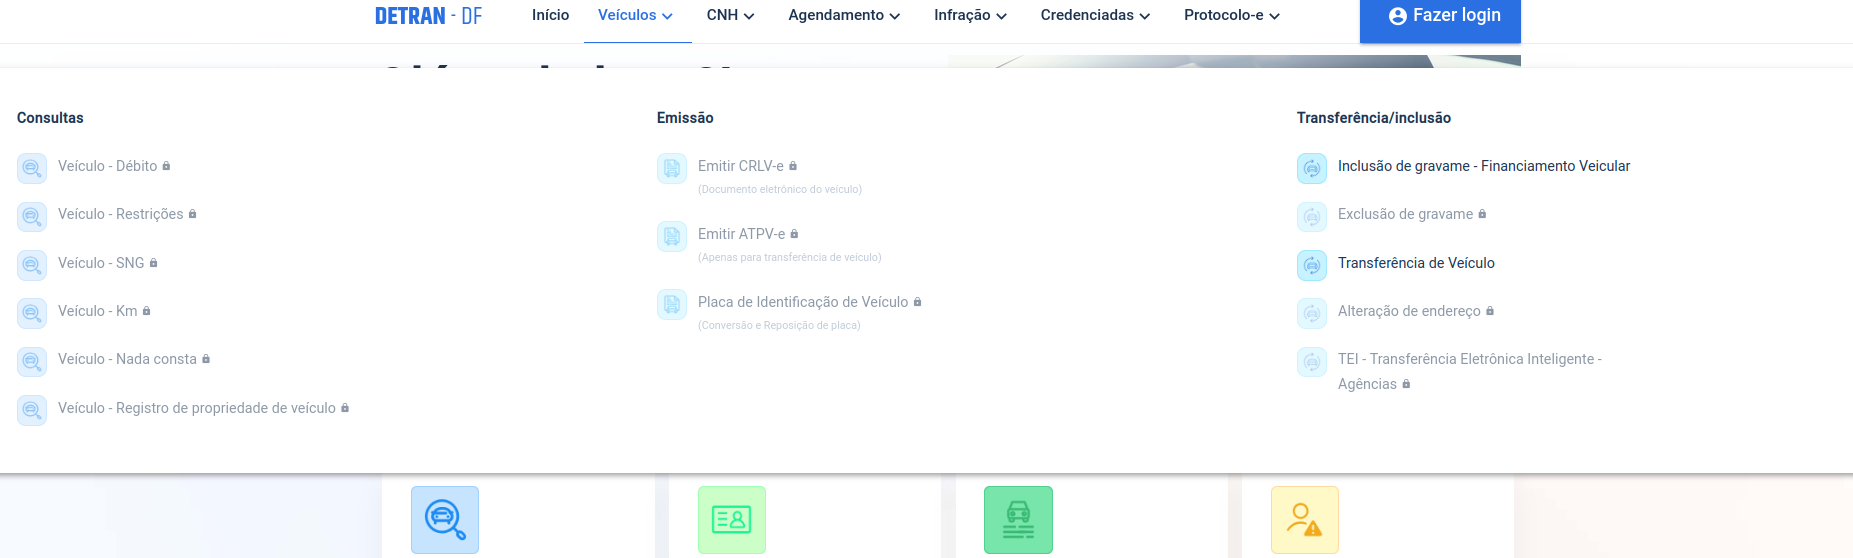 DETRAN - DF
Início
Veículos
CNH
Agendamento
Infração
Credenciadas
Protocolo-e
Fazer login
Consultas
Veículo - Débito
Veículo - Restrições
Veículo - SNG
Veículo - Km
Veículo - Nada consta
Veículo - Registro de propriedade de veículo
Emissão
Emitir CRLV-e
(Documento eletrônico do veículo)
Emitir ATPV-e
(Apenas para transferência de veículo)
Placa de Identificação de Veículo
(Conversão e Reposição de placa)
Transferência/inclusão
Inclusão de gravame - Financiamento Veicular
Exclusão de gravame
Transferência de Veículo
Alteração de endereço
TEI - Transferência Eletrônica Inteligente -
Agências